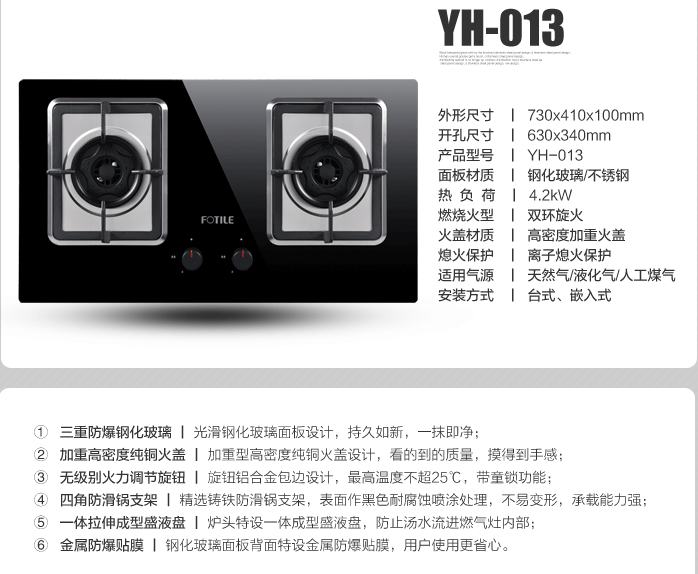 YH-013
外形尺寸 | 730x410x100mm
开孔尺寸 | 630x340mm
产品型号 | YH-013
面板材质 | 钢化玻璃/不锈钢
热 负 荷 | 4.2kW
燃烧火型 | 双环旋火
火盖材质 | 高密度加重火盖
熄火保护 | 离子熄火保护
适用气源 | 天然气/液化气/人工煤气
安装方式 | 台式、嵌入式
FOTILE
① 三重防爆钢化玻璃 | 光滑钢化玻璃面板设计，持久如新，一抹即净；
② 加重高密度纯铜火盖 | 加重型高密度纯铜火盖设计，看的到的质量，摸得到手感；
③ 无级别火力调节旋钮 | 旋钮铝合金包边设计，最高温度不超25℃，带童锁功能；
④ 四角防滑锅支架 | 精选铸铁防滑锅支架，表面作黑色耐腐蚀喷涂处理，不易变形，承载能力强；
⑤ 一体拉伸成型盛液盘 | 炉头特设一体成型盛液盘，防止汤水流进燃气灶内部；
⑥ 金属防爆贴膜 | 钢化玻璃面板背面特设金属防爆贴膜，用户使用更省心。